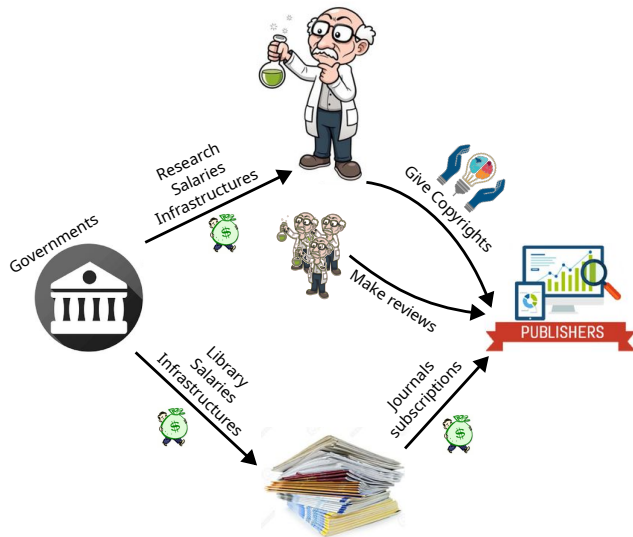 Research
Salaries
Infrastructures
Give Copyrights
Governments
Make reviews
PUBLISHERS
Library
Salaries
Infrastructures
Journals
subscriptions
$
$
$